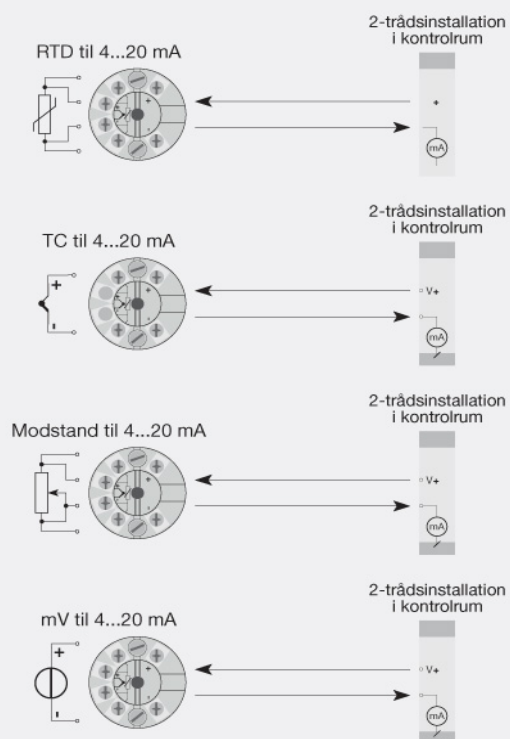 2-trådsinstallation
i kontrolrum
RTD til 4...20 mA
+
-
+
mA
2-trådsinstallation
i kontrolrum
TC til 4...20 mA
+
-
+
-
V+
mA
2-trådsinstallation
i kontrolrum
Modstand til 4...20 mA
+
-
V+
mA
2-trådsinstallation
i kontrolrum
mV til 4...20 mA
+
-
+
-
V+
mA